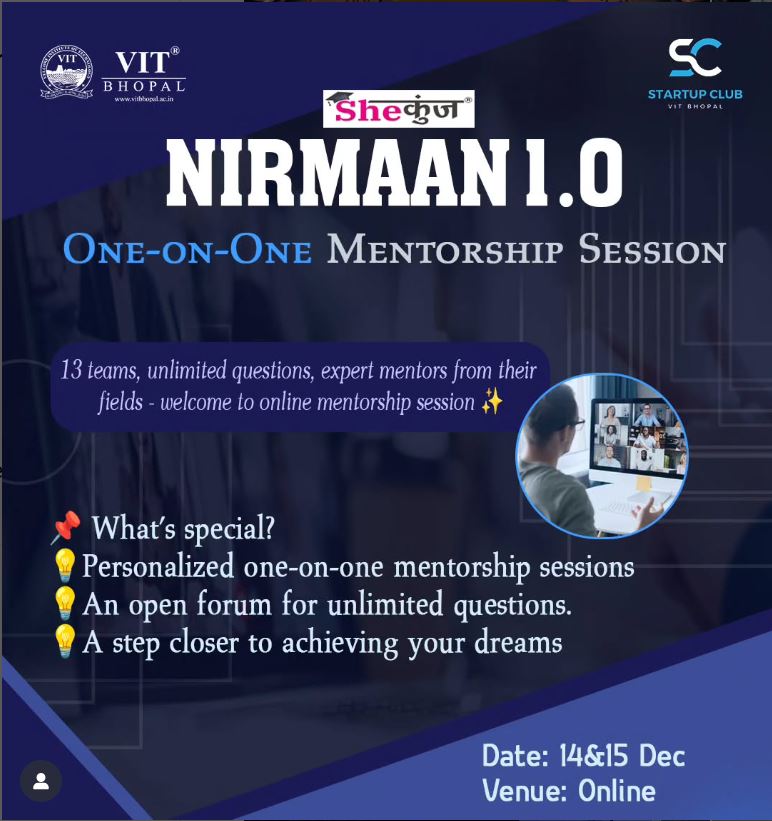 VIT®
BHOPAL
www.vitbhopal.ac.in
VIT
SC
STARTUP CLUB
VIT BHOPAL
Sheकुंज®
NIRMAAN 1.0
One-on-One Mentorship Session
13 teams, unlimited questions, expert mentors from their
fields - welcome to online mentorship session ✨
📌 What's special?
💡Personalized one-on-one mentorship sessions
💡An open forum for unlimited questions.
💡A step closer to achieving your dreams
Date: 14&15 Dec
Venue: Online